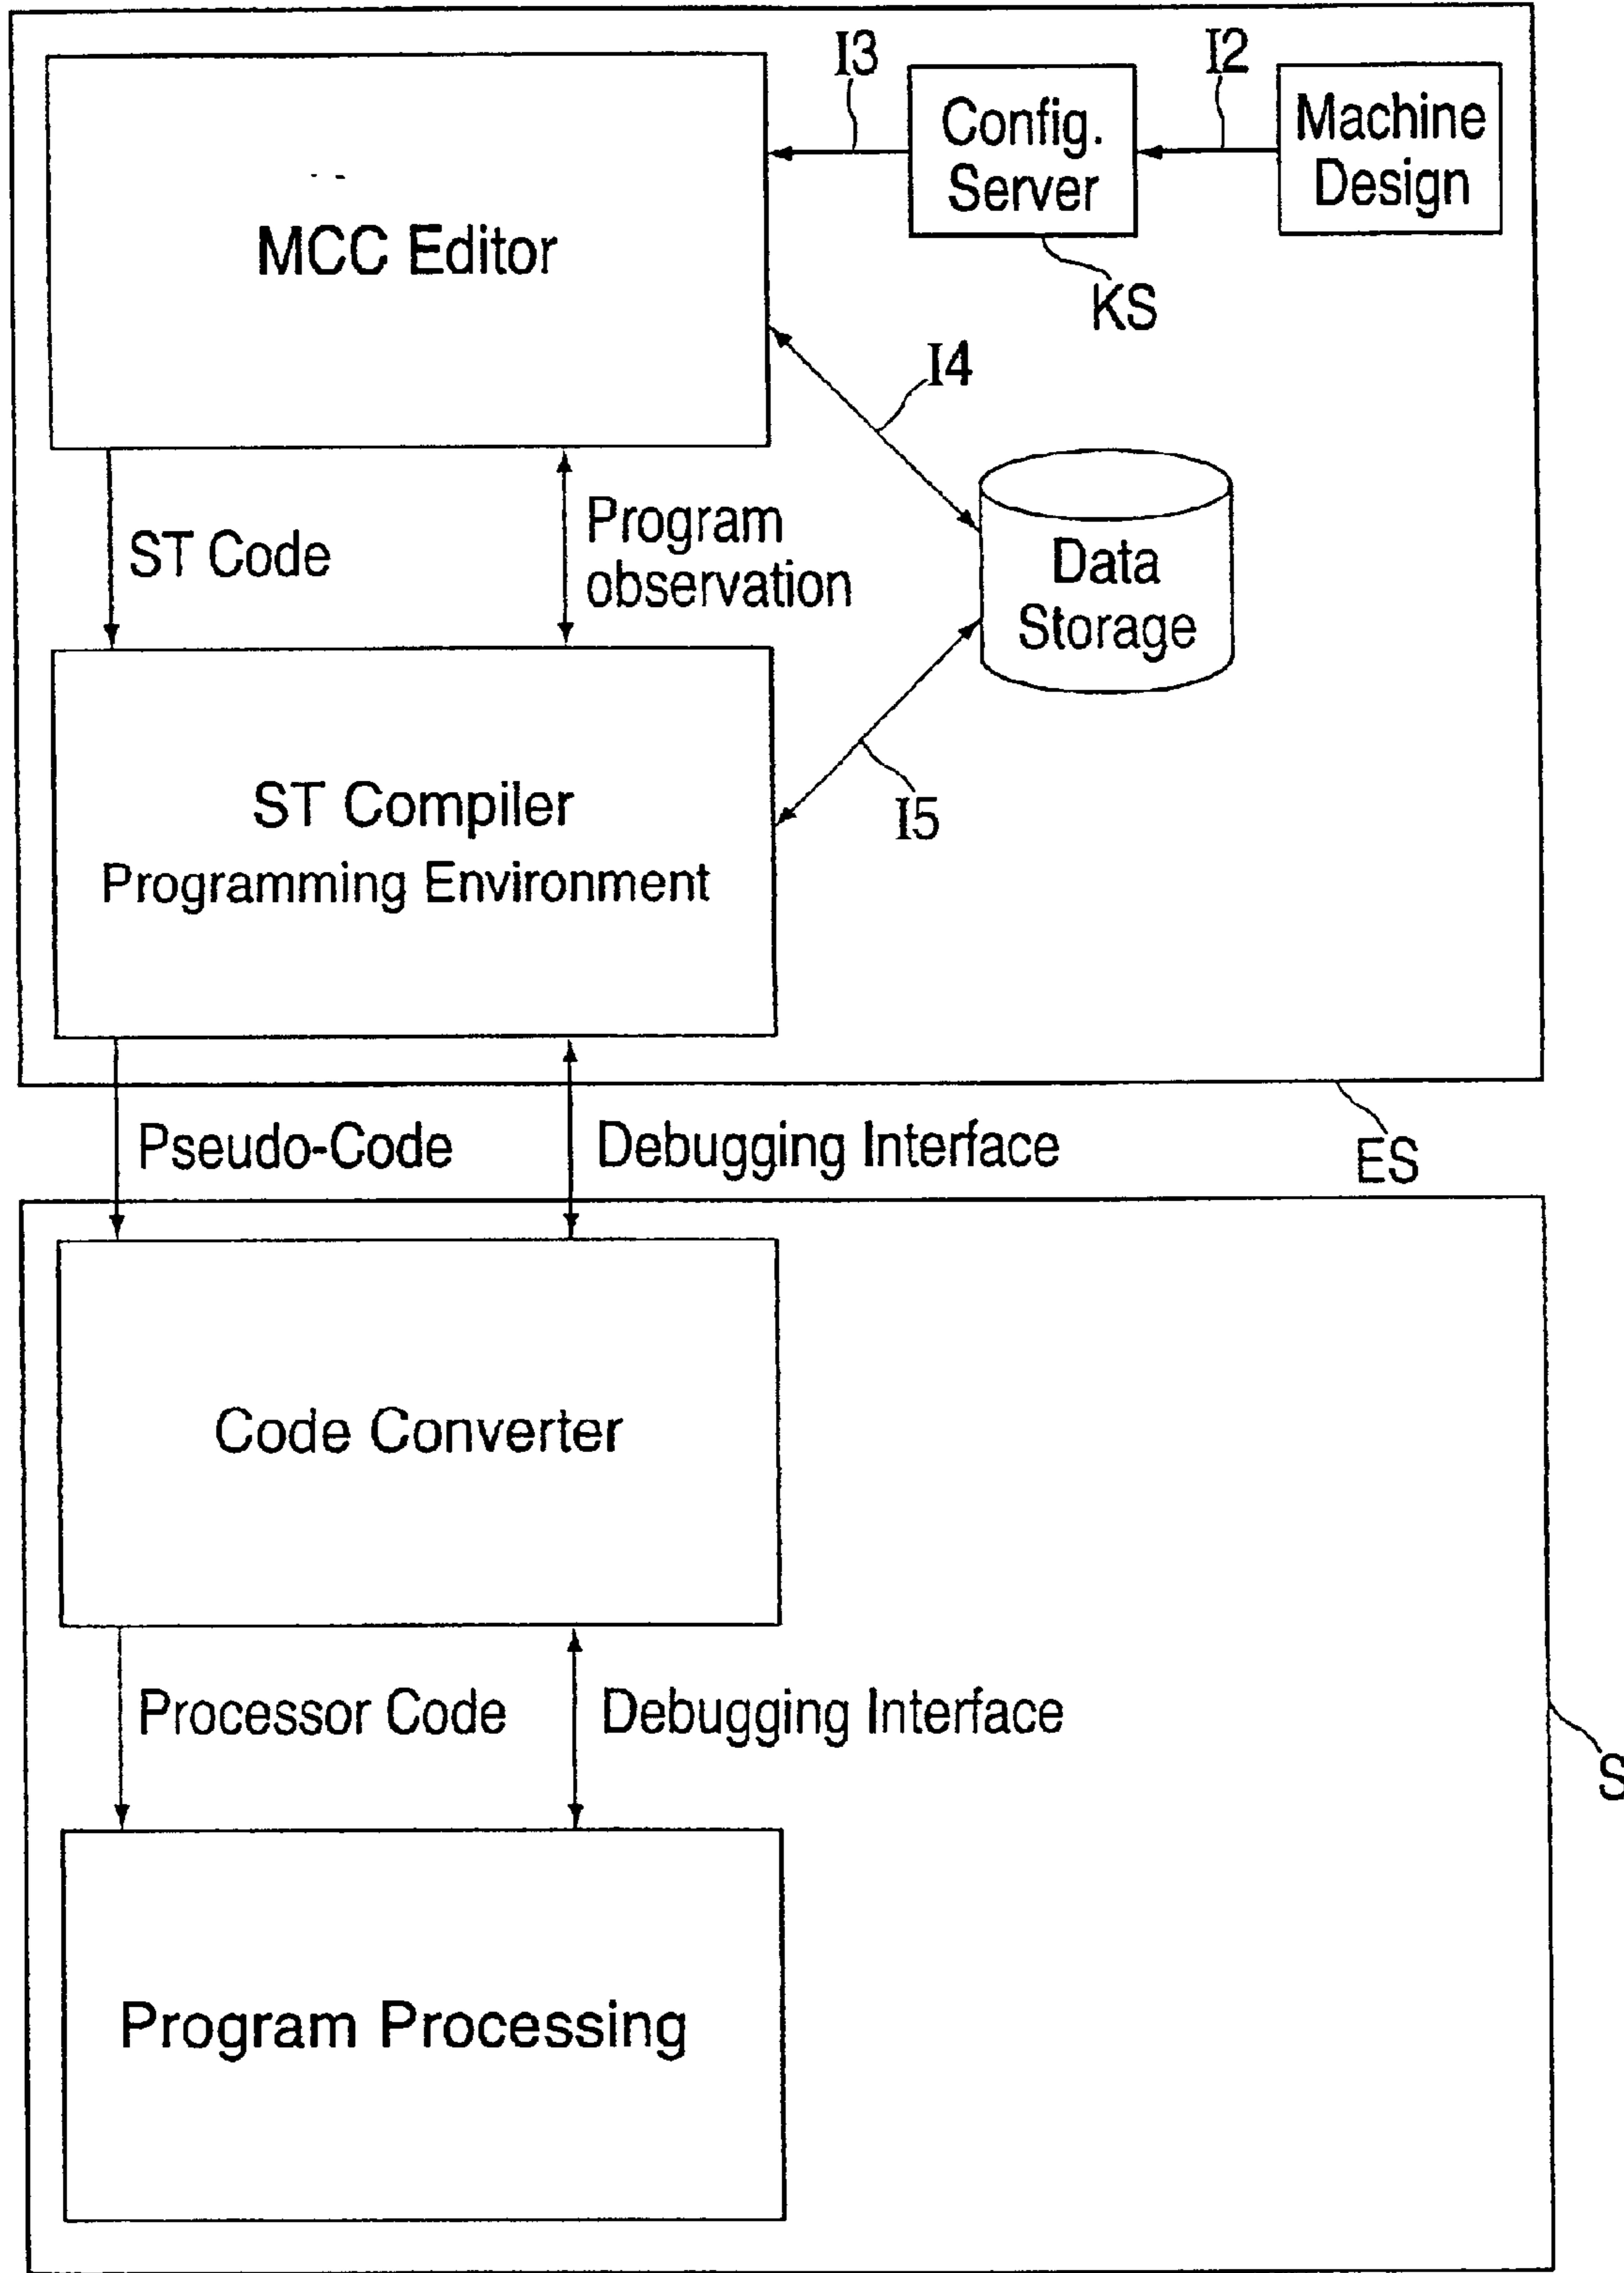 I3
I2
MCC Editor
Config.
Server
Machine
Design
KS
I4
ST Code
Program
observation
Data
Storage
ST Compiler
Programming Environment
I5
Pseudo-Code
Debugging Interface
ES
Code Converter
Processor Code
Debugging Interface
S
Program Processing